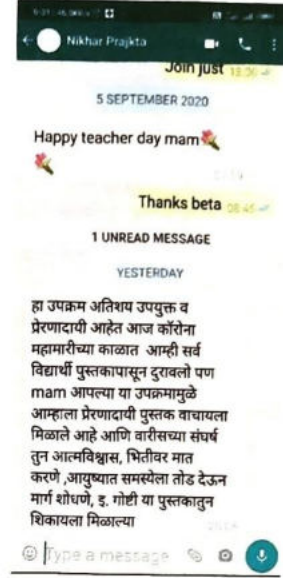 Nikhar Prajkta
Join just
5 SEPTEMBER 2020
Happy teacher day mam
Thanks beta 08:45
1 UNREAD MESSAGE
YESTERDAY
हा उपक्रम अतिशय उपयुक्त व
प्रेरणादायी आहेत आज कॉरोना
महामारीच्या काळात आम्ही सर्व
विद्यार्थी पुस्तकापासून दुरावलो पण
mam आपल्या या उपक्रमामुळे
आम्हाला प्रेरणादायी पुस्तक वाचायला
मिळाले आहे आणि वारीसच्या संघर्ष
तुन आत्मविश्वास, भितीवर मात
करणे ,आयुष्यात समस्येला तोड देऊन
मार्ग शोधणे, इ. गोष्टी या पुस्तकातुन
शिकायला मिळाल्या
Type a message